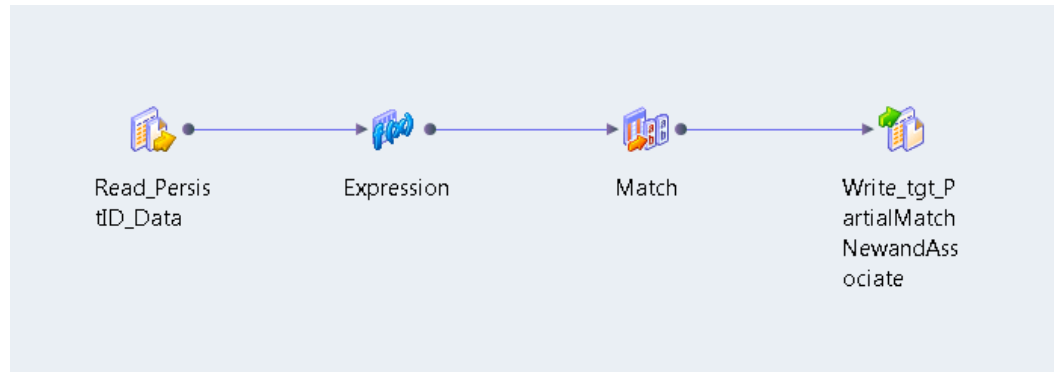 Read_Persis
tID_Data
Expression
Match
Write_tgt_P
artialMatch
NewandAss
ociate